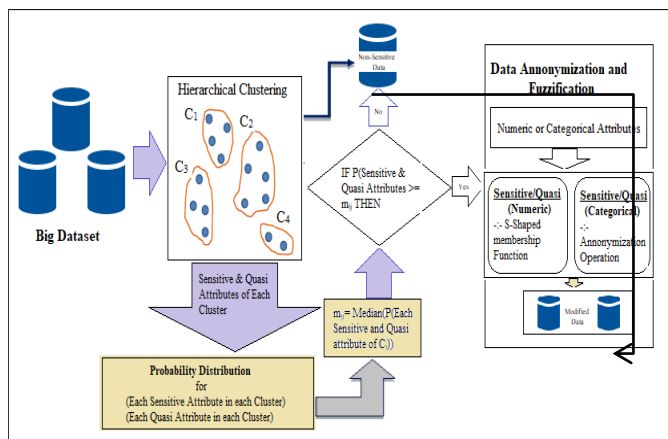 Big Dataset
Hierarchical Clustering
C1
C2
C3
C4
Sensitive & Quasi
Attributes of Each
Cluster
Probability Distribution
for
(Each Sensitive Attribute in each Cluster)
(Each Quasi Attribute in each Cluster)
mij= Median(P(Each
Sensitive and Quasi
attribute of Ci))
IF P(Sensitive &
Quasi Attributes >=
mij THEN
No
Yes
Non-Sensitive
Data
Data Annonymization and
Fuzzification
Numeric or Categorical Attributes
Sensitive/Quasi
(Numeric)
-:- S-Shaped
membership
Function
Sensitive/Quasi
(Categorical)
-:-
Annonymization
Operation
Modified
Data